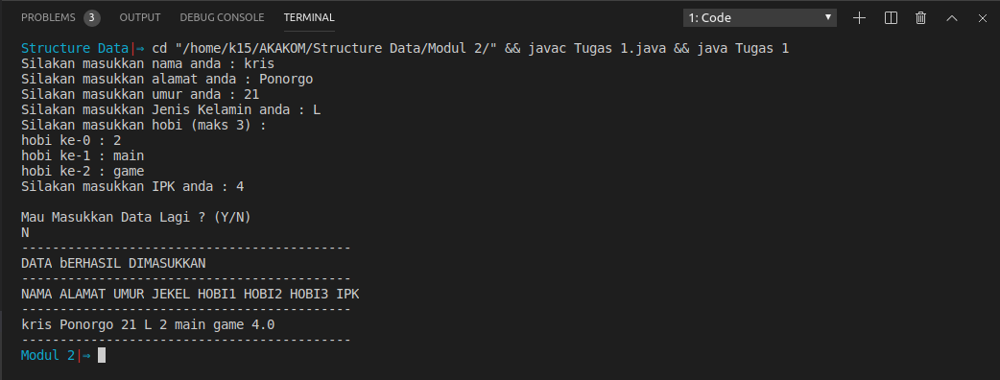 PROBLEMS 3 OUTPUT DEBUG CONSOLE TERMINAL 1: Code
Structure Data|⇒ cd "/home/k15/AKAKOM/Structure Data/Modul 2/" && javac Tugas 1.java && java Tugas 1
Silakan masukkan nama anda : kris
Silakan masukkan alamat anda : Ponorgo
Silakan masukkan umur anda : 21
Silakan masukkan Jenis Kelamin anda : L
Silakan masukkan hobi (maks 3) :
hobi ke-0 : 2
hobi ke-1 : main
hobi ke-2 : game
Silakan masukkan IPK anda : 4
Mau Masukkan Data Lagi ? (Y/N)
N
-------------------------------------------
DATA bERHASIL DIMASUKKAN
-------------------------------------------
NAMA ALAMAT UMUR JEKEL HOBI1 HOBI2 HOBI3 IPK
-------------------------------------------
kris Ponorgo 21 L 2 main game 4.0
-------------------------------------------
Modul 2|⇒